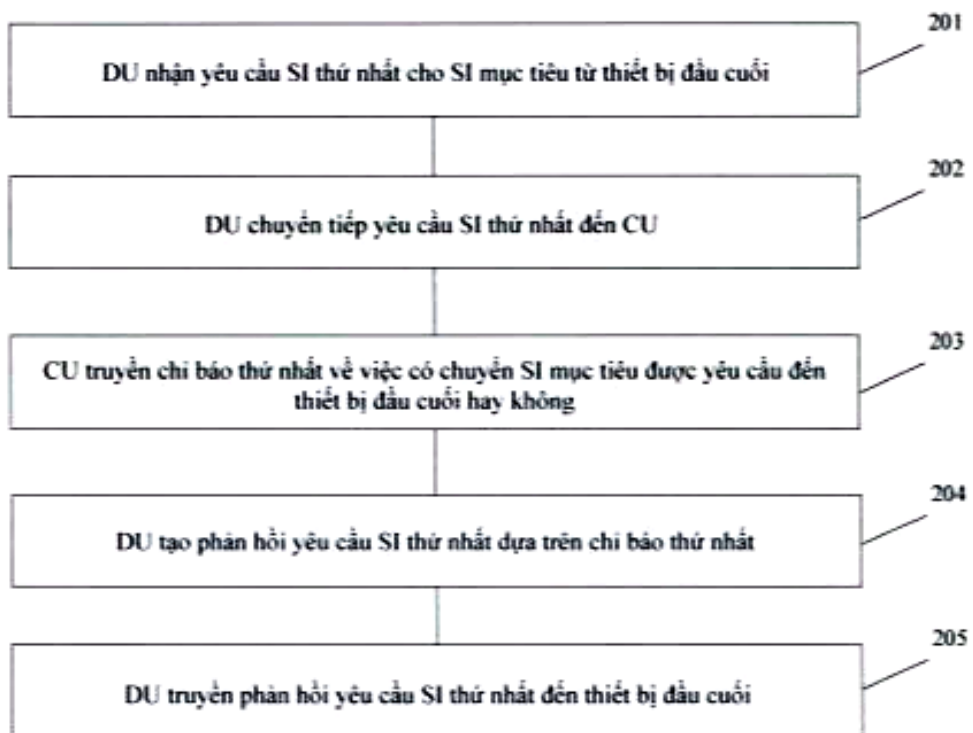 201
DU nhận yêu cầu SI thứ nhất cho SI mục tiêu từ thiết bị đầu cuối
202
DU chuyển tiếp yêu cầu SI thứ nhất đến CU
203
CU truyền chỉ báo thứ nhất về việc có chuyển SI mục tiêu được yêu cầu đến
thiết bị đầu cuối hay không
204
DU tạo phản hồi yêu cầu SI thứ nhất dựa trên chỉ báo thứ nhất
205
DU truyền phản hồi yêu cầu SI thứ nhất đến thiết bị đầu cuối